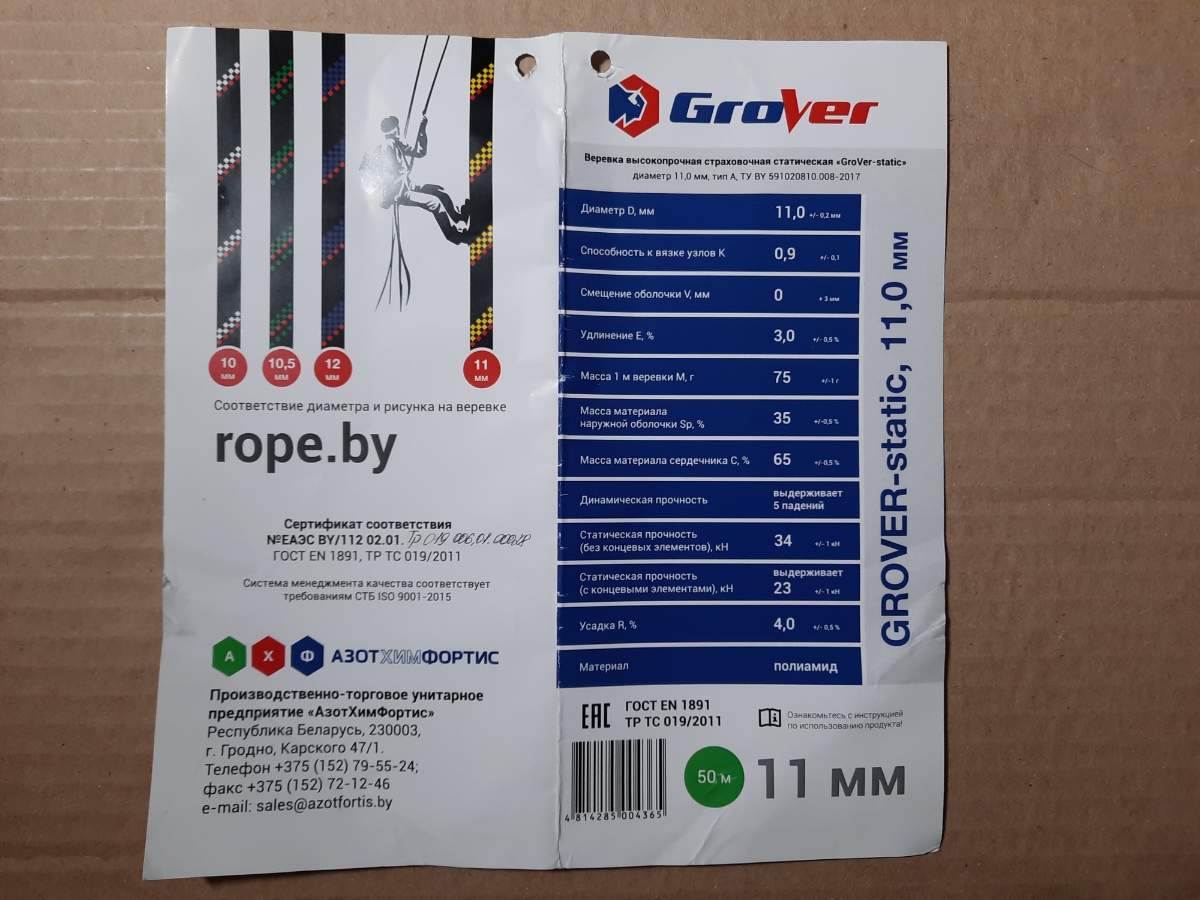 10 мм
10,5 мм
12 мм
11 мм
Соответствие диаметра и рисунка на веревке
rope.by
Сертификат соответствия
№ЕАЭС BY/112 02.01. ТР 019
ГОСТ EN 1891, ТР ТС 019/2011
Система менеджмента качества соответствует
требованиям СТБ ISO 9001-2015
А Х Ф АЗОТХИМФОРТИС
Производственно-торговое унитарное
предприятие «АзотХимФортис»
Республика Беларусь, 230003,
г. Гродно, Карского 47/1.
Телефон +375 (152) 79-55-24;
факс +375 (152) 72-12-46
e-mail: sales@azotfortis.by
GroVer
Веревка высокопрочная страховочная статическая «GroVer-static»
диаметр 11,0 мм, тип А, ТУ BY 591020810.008-2017
Диаметр D, мм 11,0 +/- 0,2 мм
Способность к вязке узлов К 0,9 +/- 0,1
Смещение оболочки V, мм 0 + 3 мм
Удлинение Е, % 3,0 +/- 0,5 %
Масса 1 м веревки М, г 75 +/-1 г
Масса материала
наружной оболочки Sp, % 35 +/-0,5 %
Масса материала сердечника С, % 65 +/-0,5 %
Динамическая прочность выдерживает
5 падений
Статическая прочность
(без концевых элементов), кН 34 +/- 1 кН
Статическая прочность выдерживает
(с концевыми элементами), кН 23 +/- 1 кН
Усадка R, % 4,0 +/- 0,5 %
Материал полиамид
GROVER-static, 11,0 мм
EAC
ГОСТ EN 1891
ТР ТС 019/2011
Ознакомьтесь с инструкцией
по использованию продукта!
4 814285 004365
50 м
11 мм